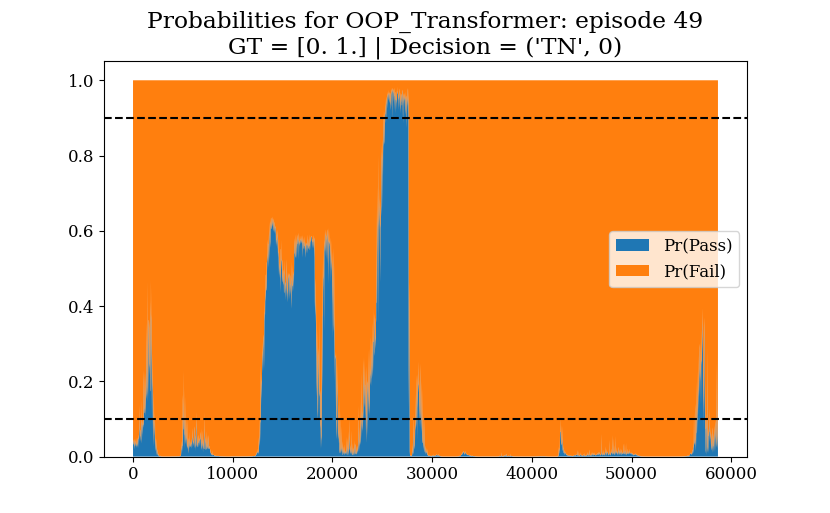 Probabilities for OOP_Transformer: episode 49
GT = [0. 1.] | Decision = ('TN', 0)
1.0
0.8
0.6
0.4
0.2
0.0
Pr(Pass)
Pr(Fail)
0 10000 20000 30000 40000 50000 60000